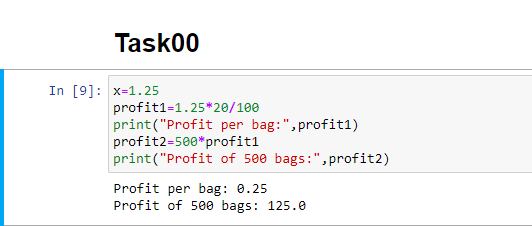 Task00
In [9]: x=1.25
profit1=1.25*20/100
print("Profit per bag:",profit1)
profit2=500*profit1
print("Profit of 500 bags:",profit2)
Profit per bag: 0.25
Profit of 500 bags: 125.0